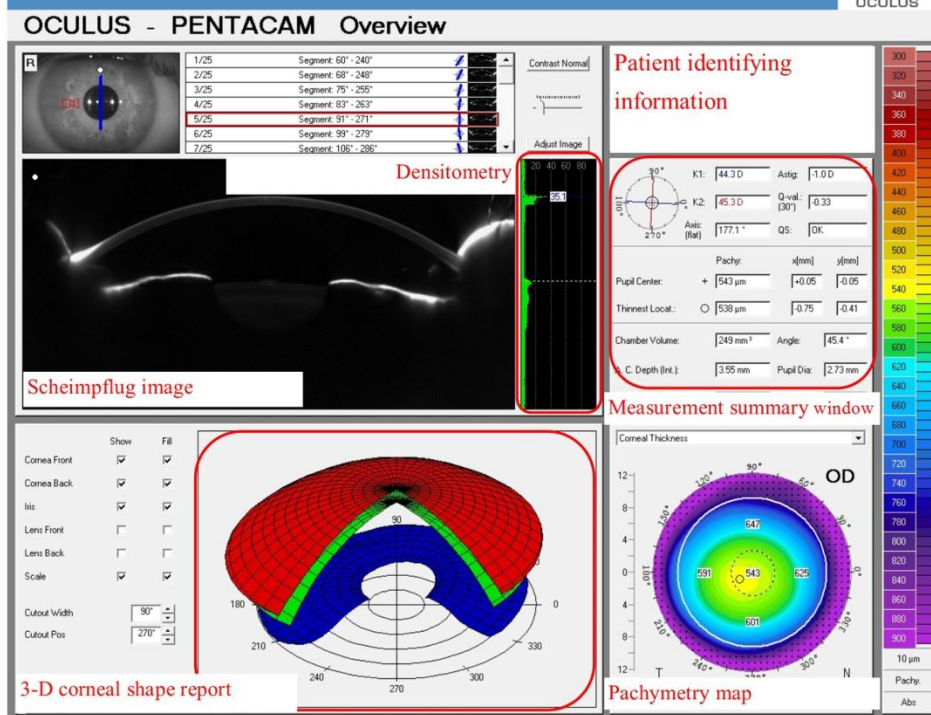 OCULUS
OCULUS - PENTACAM Overview
R
1/25 Segment: 60° - 240°
2/25 Segment: 68° - 248°
3/25 Segment: 75° - 255°
4/25 Segment: 83° - 263°
5/25 Segment: 91° - 271°
6/25 Segment: 99° - 279°
7/25 Segment: 106° - 286°
Contrast Normal
Adjust Image
Densitometry
20 40 60 80
35.1
Scheimpflug image
Patient identifying
information
90°
180°
0°
270°
K1: 44.3 D Astig: -1.0 D
K2: 45.3 D Q-val.: (30°) -0.33
Axis: (flat) 177.1 ° QS: OK
Pachy: x[mm] y[mm]
Pupil Center: + 543 µm +0.05 -0.05
Thinnest Locat.: 538 µm -0.75 -0.41
Chamber Volume: 249 mm³ Angle: 45.4 °
A. C. Depth (Int.): 3.55 mm Pupil Dia: 2.73 mm
Measurement summary window
Show Fill
Cornea Front
Cornea Back
Iris
Lens Front
Lens Back
Scale
Cutout Width 90°
Cutout Pos 270°
90
180
0
210
330
240
300
270
3-D corneal shape report
Corneal Thickness
OD
12
8
4
0
4
8
12
90°
60°
30°
0°
330°
300°
240°
210°
180°
150°
647
591
543
625
601
T
N
Pachymetry map
300
320
340
360
380
400
420
440
460
480
500
520
540
560
580
600
620
640
660
680
700
720
740
760
780
800
820
840
860
880
900
10 µm
Pachy.
Abs